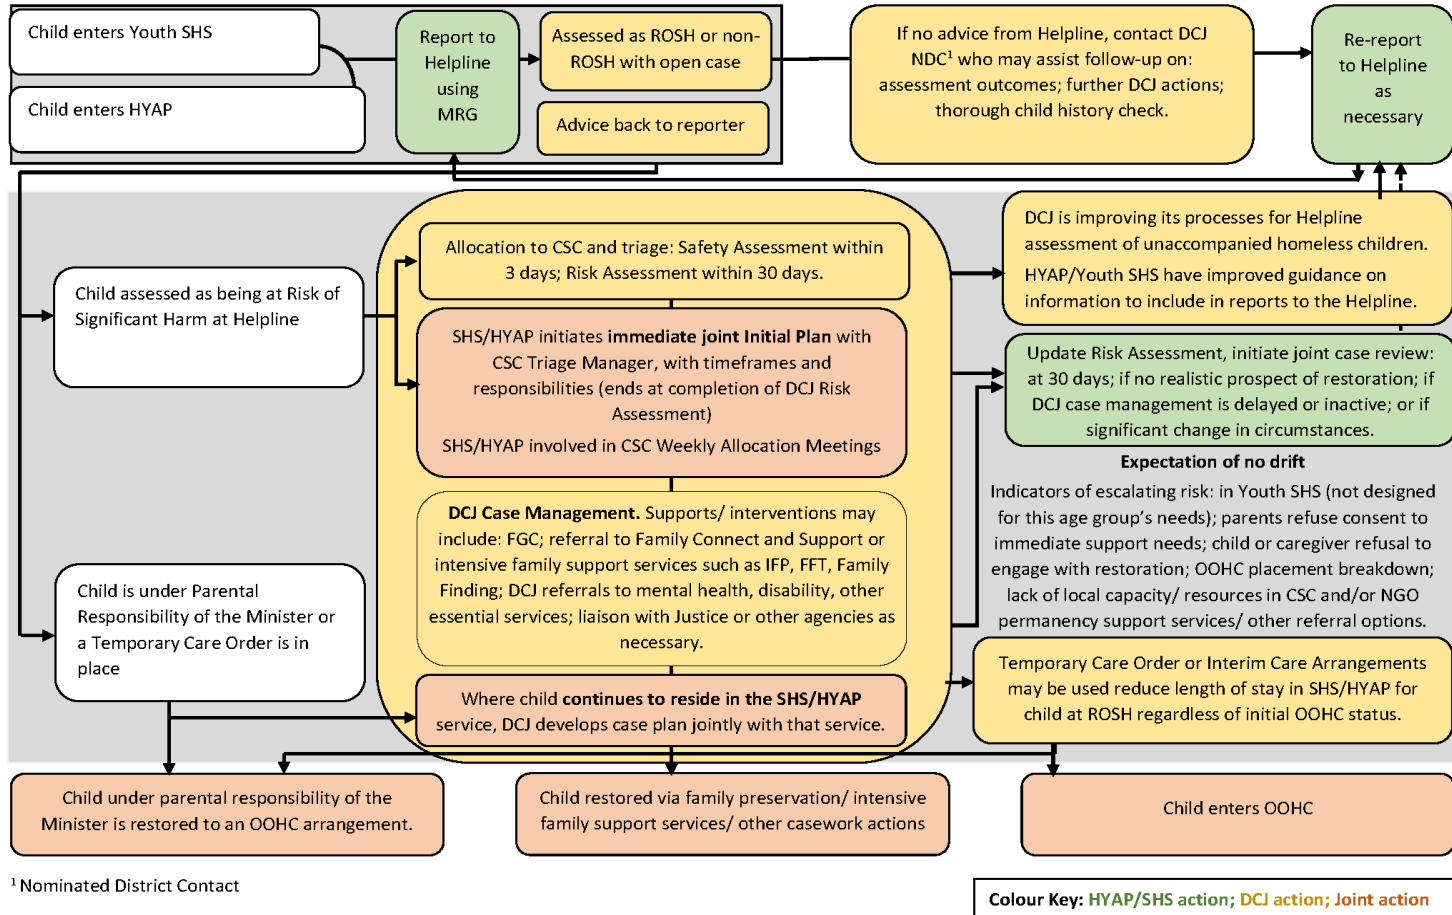 Child enters Youth SHS
Child enters HYAP
Report to
Helpline
using
MRG
Assessed as ROSH or non-
ROSH with open case
Advice back to reporter
If no advice from Helpline, contact DCJ
NDC¹ who may assist follow-up on:
assessment outcomes; further DCJ actions;
thorough child history check.
Re-report
to Helpline
as
necessary
Child assessed as being at Risk of
Significant Harm at Helpline
Allocation to CSC and triage: Safety Assessment within
3 days; Risk Assessment within 30 days.
SHS/HYAP initiates immediate joint Initial Plan with
CSC Triage Manager, with timeframes and
responsibilities (ends at completion of DCJ Risk
Assessment)
SHS/HYAP involved in CSC Weekly Allocation Meetings
DCJ is improving its processes for Helpline
assessment of unaccompanied homeless children.
HYAP/Youth SHS have improved guidance on
information to include in reports to the Helpline.
Update Risk Assessment, initiate joint case review:
at 30 days; if no realistic prospect of restoration; if
DCJ case management is delayed or inactive; or if
significant change in circumstances.
Expectation of no drift
Indicators of escalating risk: in Youth SHS (not designed
for this age group's needs); parents refuse consent to
immediate support needs; child or caregiver refusal to
engage with restoration; OOHC placement breakdown;
lack of local capacity/ resources in CSC and/or NGO
permanency support services/ other referral options.
Child is under Parental
Responsibility of the Minister or
a Temporary Care Order is in
place
DCJ Case Management. Supports/ interventions may
include: FGC; referral to Family Connect and Support or
intensive family support services such as IFP, FFT, Family
Finding; DCJ referrals to mental health, disability, other
essential services; liaison with Justice or other agencies as
necessary.
Where child continues to reside in the SHS/HYAP
service, DCJ develops case plan jointly with that service.
Temporary Care Order or Interim Care Arrangements
may be used reduce length of stay in SHS/HYAP for
child at ROSH regardless of initial OOHC status.
Child under parental responsibility of the
Minister is restored to an OOHC arrangement.
Child restored via family preservation/ intensive
family support services/ other casework actions
Child enters OOHC
¹ Nominated District Contact
Colour Key: HYAP/SHS action; DCJ action; Joint action